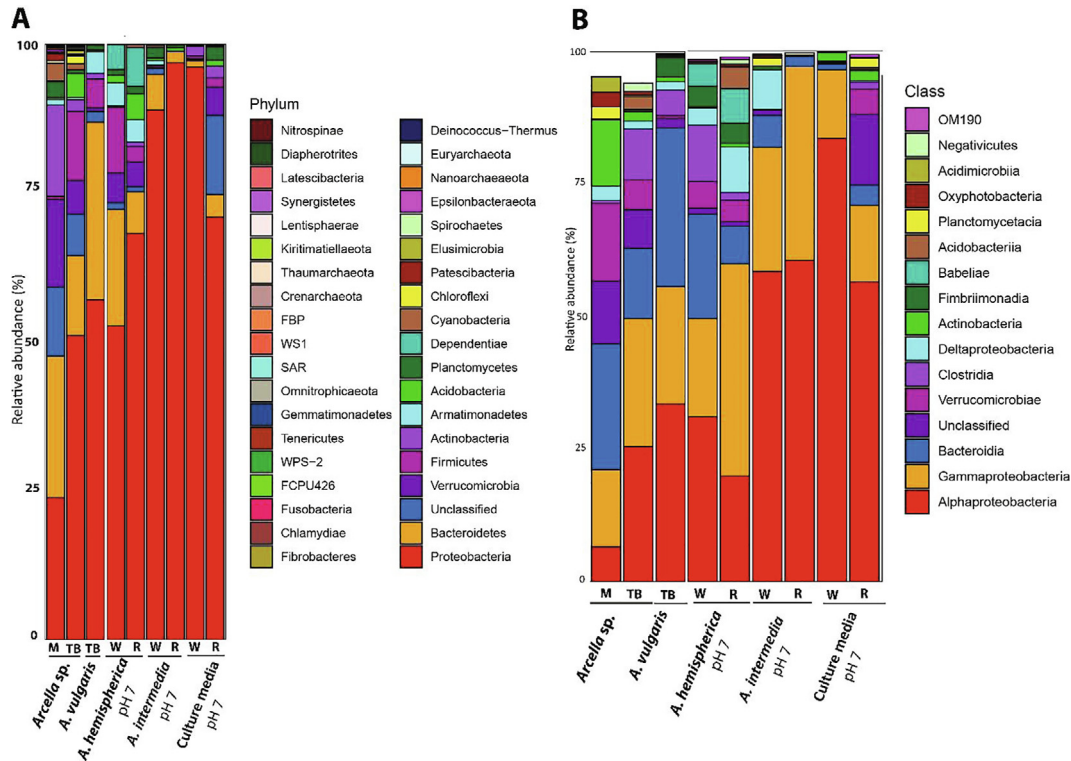 A
100
75
50
25
0
Relative abundance (%)
M TB TB W R W R W R
Arcella sp.
A. vulgaris
A. hemispherica
pH 7
A. intermedia
pH 7
Culture media
pH 7
Phylum
Nitrospinae
Diapherotrites
Latescibacteria
Synergistetes
Lentisphaerae
Kiritimatiellaeota
Thaumarchaeota
Crenarchaeota
FBP
WS1
SAR
Omnitrophicaeota
Gemmatimonadetes
Tenericutes
WPS-2
FCPU426
Fusobacteria
Chlamydiae
Fibrobacteres
Deinococcus-Thermus
Euryarchaeota
Nanoarchaeaeota
Epsilonbacteraeota
Spirochaetes
Elusimicrobia
Patescibacteria
Chloroflexi
Cyanobacteria
Dependentiae
Planctomycetes
Acidobacteria
Armatimonadetes
Actinobacteria
Firmicutes
Verrucomicrobia
Unclassified
Bacteroidetes
Proteobacteria
B
100
75
50
25
0
Relative abundance (%)
M TB TB W R W R W R
Arcella sp.
A. vulgaris
A. hemispherica
pH 7
A. intermedia
pH 7
Culture media
pH 7
Class
OM190
Negativicutes
Acidimicrobiia
Oxyphotobacteria
Planctomycetacia
Acidobacteriia
Babeliae
Fimbriimonadia
Actinobacteria
Deltaproteobacteria
Clostridia
Verrucomicrobiae
Unclassified
Bacteroidia
Gammaproteobacteria
Alphaproteobacteria